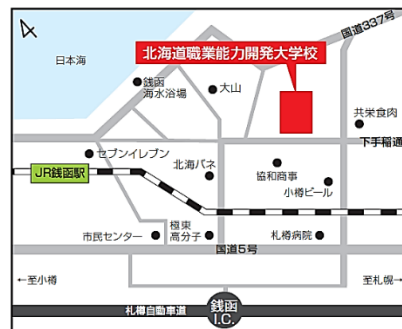 国道337号
北海道職業能力開発大学校
日本海
銭函
海水浴場
大山
共栄食肉
下手稲通
セブンイレブン
JR銭函駅
北海パネ
協和商事
小樽ビール
市民センター
極東
高分子
札樽病院
国道5号
←至小樽
至札幌→
札樽自動車道
銭函
I.C.